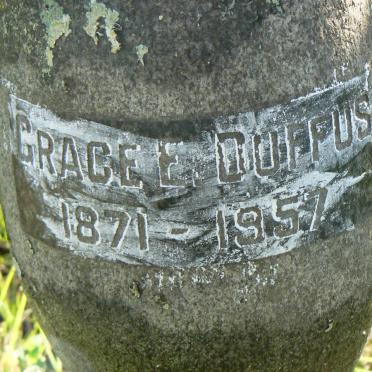 GRACE E. DUFFUS
1871 - 1957